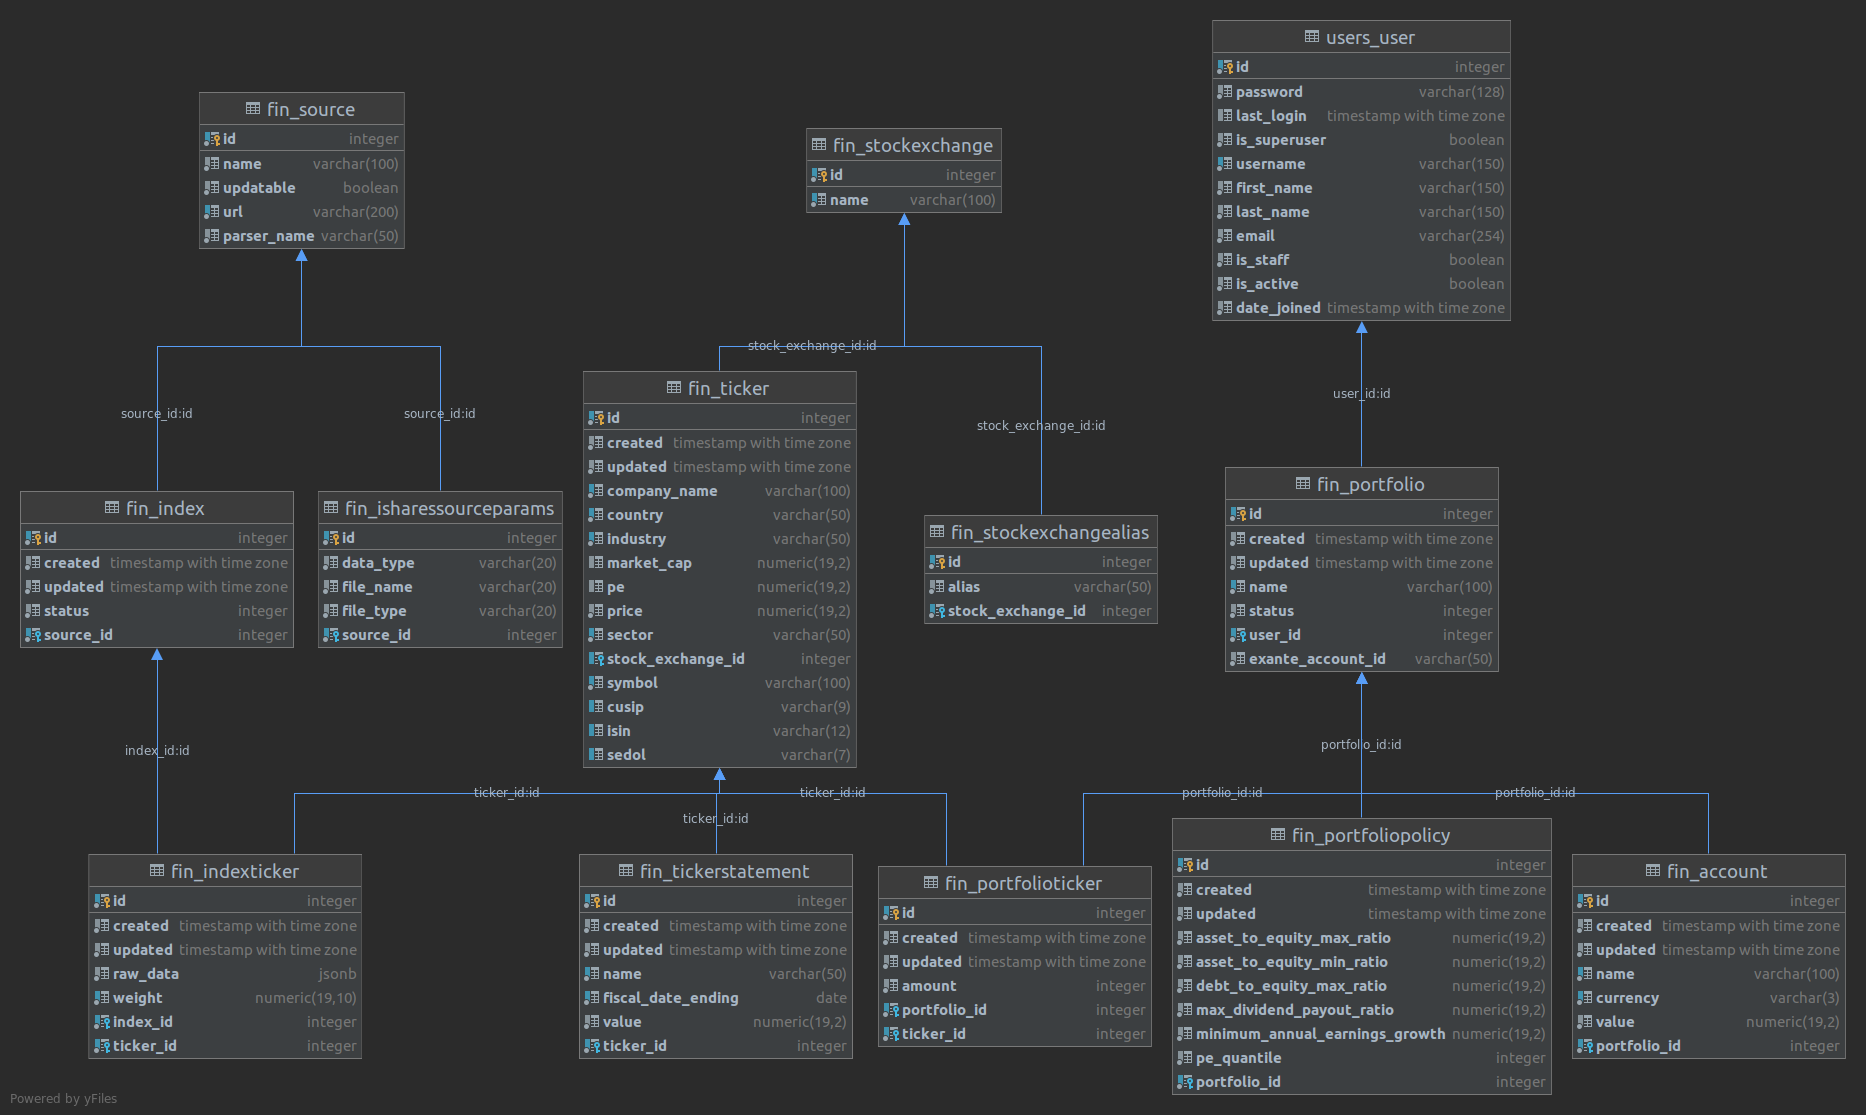 users_user
id integer
password varchar(128)
last_login timestamp with time zone
is_superuser boolean
username varchar(150)
first_name varchar(150)
last_name varchar(150)
email varchar(254)
is_staff boolean
is_active boolean
date_joined timestamp with time zone
fin_source
id integer
name varchar(100)
updatable boolean
url varchar(200)
parser_name varchar(50)
fin_stockexchange
id integer
name varchar(100)
stock_exchange_id:id
user_id:id
source_id:id
source_id:id
stock_exchange_id:id
fin_ticker
id integer
created timestamp with time zone
updated timestamp with time zone
company_name varchar(100)
country varchar(50)
industry varchar(50)
market_cap numeric(19,2)
pe numeric(19,2)
price numeric(19,2)
sector varchar(50)
stock_exchange_id integer
symbol varchar(100)
cusip varchar(9)
isin varchar(12)
sedol varchar(7)
fin_index
id integer
created timestamp with time zone
updated timestamp with time zone
status integer
source_id integer
fin_isharessourceparams
id integer
data_type varchar(20)
file_name varchar(20)
file_type varchar(20)
source_id integer
fin_stockexchangealias
id integer
alias varchar(50)
stock_exchange_id integer
fin_portfolio
id integer
created timestamp with time zone
updated timestamp with time zone
name varchar(100)
status integer
user_id integer
exante_account_id varchar(50)
index_id:id
portfolio_id:id
ticker_id:id
ticker_id:id
portfolio_id:id
portfolio_id:id
ticker_id:id
fin_indexticker
id integer
created timestamp with time zone
updated timestamp with time zone
raw_data jsonb
weight numeric(19,10)
index_id integer
ticker_id integer
fin_tickerstatement
id integer
created timestamp with time zone
updated timestamp with time zone
name varchar(50)
fiscal_date_ending date
value numeric(19,2)
ticker_id integer
fin_portfolioticker
id integer
created timestamp with time zone
updated timestamp with time zone
amount integer
portfolio_id integer
ticker_id integer
fin_portfoliopolicy
id integer
created timestamp with time zone
updated timestamp with time zone
asset_to_equity_max_ratio numeric(19,2)
asset_to_equity_min_ratio numeric(19,2)
debt_to_equity_max_ratio numeric(19,2)
max_dividend_payout_ratio numeric(19,2)
minimum_annual_earnings_growth numeric(19,2)
pe_quantile integer
portfolio_id integer
fin_account
id integer
created timestamp with time zone
updated timestamp with time zone
name varchar(100)
currency varchar(3)
value numeric(19,2)
portfolio_id integer
Powered by yFiles